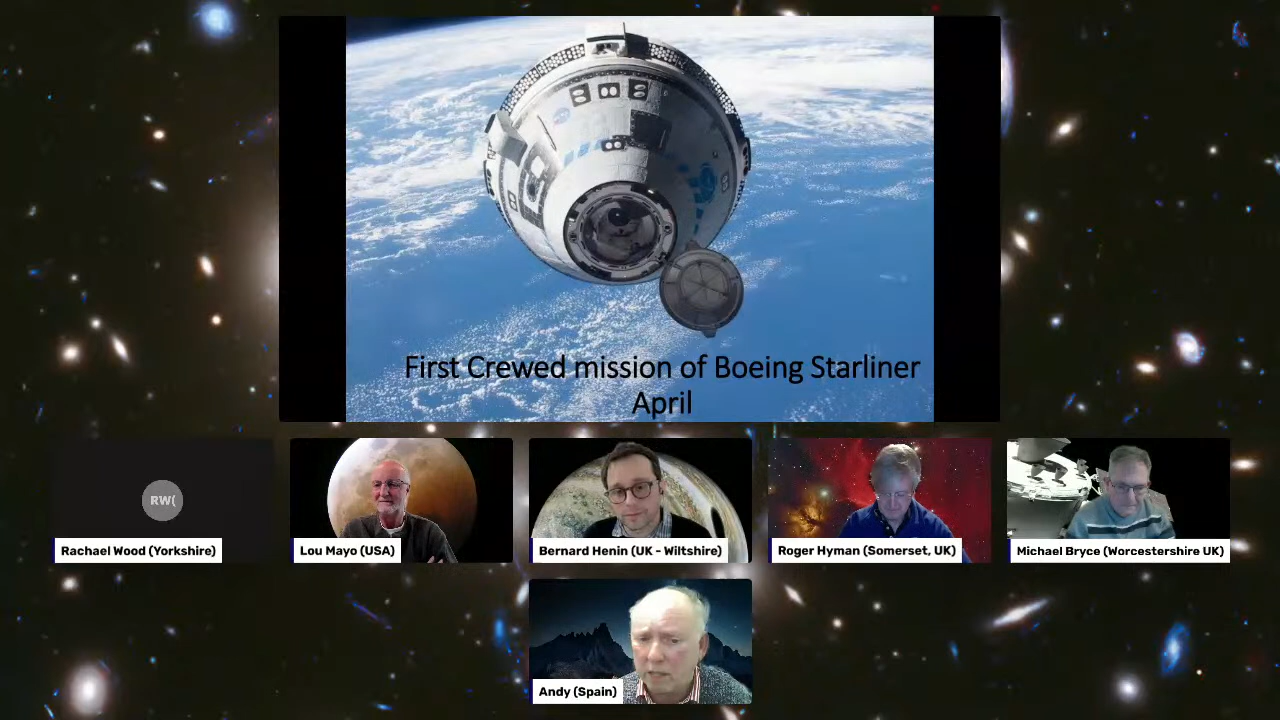 First Crewed mission of Boeing Starliner
April
RW(
Rachael Wood (Yorkshire)
Lou Mayo (USA)
Bernard Henin (UK - Wiltshire)
Roger Hyman (Somerset, UK)
Michael Bryce (Worcestershire UK)
Andy (Spain)